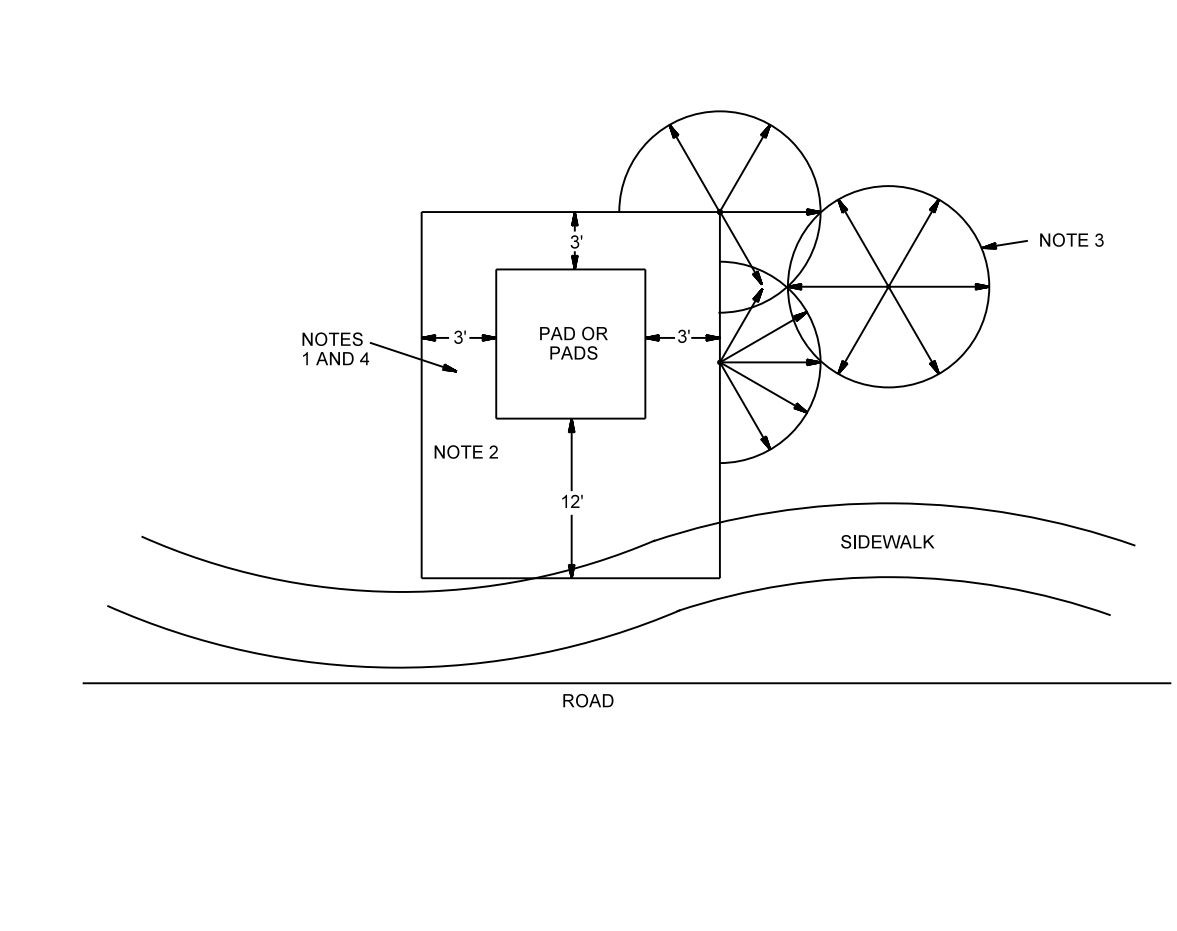 3'
NOTE 3
NOTES
1 AND 4
3'
PAD OR
PADS
3'
NOTE 2
12'
SIDEWALK
ROAD